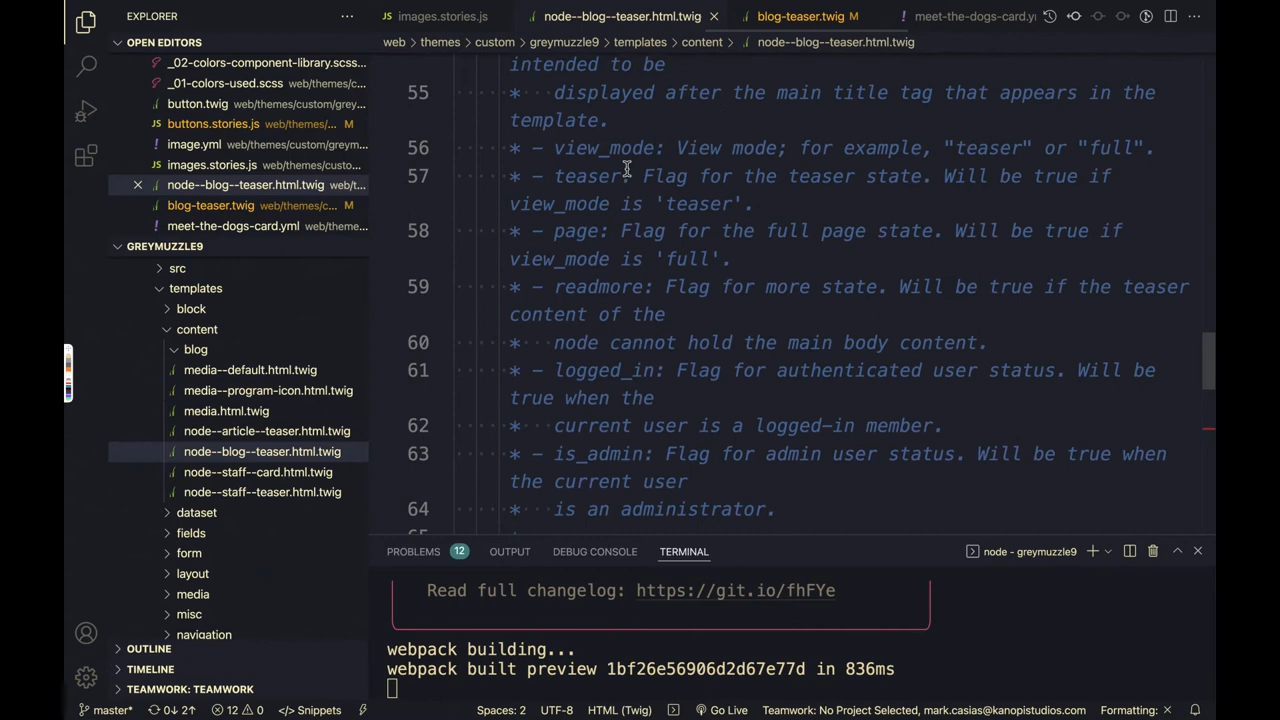 EXPLORER
OPEN EDITORS
_02-colors-component-library.scss...
_01-colors-used.scss web/themes/c...
button.twig web/themes/custom/grey...
buttons.stories.js web/themes/... M
image.yml web/themes/custom/greym...
images.stories.js web/themes/custo...
node--blog--teaser.html.twig web/t...
blog-teaser.twig web/themes/c... M
meet-the-dogs-card.yml web/theme...
GREYMUZZLE9
src
templates
block
content
blog
media--default.html.twig
media--program-icon.html.twig
media.html.twig
node--article--teaser.html.twig
node--blog--teaser.html.twig
node--staff--card.html.twig
node--staff--teaser.html.twig
dataset
fields
form
layout
media
misc
navigation
OUTLINE
TIMELINE
TEAMWORK: TEAMWORK
images.stories.js node--blog--teaser.html.twig blog-teaser.twig M meet-the-dogs-card.y
web > themes > custom > greymuzzle9 > templates > content > node--blog--teaser.html.twig
intended to be
55 * displayed after the main title tag that appears in the
template.
56 * - view_mode: View mode; for example, "teaser" or "full".
57 * - teaser: Flag for the teaser state. Will be true if
view_mode is 'teaser'.
58 * - page: Flag for the full page state. Will be true if
view_mode is 'full'.
59 * - readmore: Flag for more state. Will be true if the teaser
content of the
60 * node cannot hold the main body content.
61 * - logged_in: Flag for authenticated user status. Will be
true when the
62 * current user is a logged-in member.
63 * - is_admin: Flag for admin user status. Will be true when
the current user
64 * is an administrator.
PROBLEMS 12 OUTPUT DEBUG CONSOLE TERMINAL node - greymuzzle9
Read full changelog: https://git.io/fhFYe
webpack building...
webpack built preview 1bf26e56906d2d67e77d in 836ms
master* 0↓ 2↑ 12 0 </> Snippets Spaces: 2 UTF-8 HTML (Twig) Go Live Teamwork: No Project Selected, mark.casias@kanopistudios.com Formatting: ×